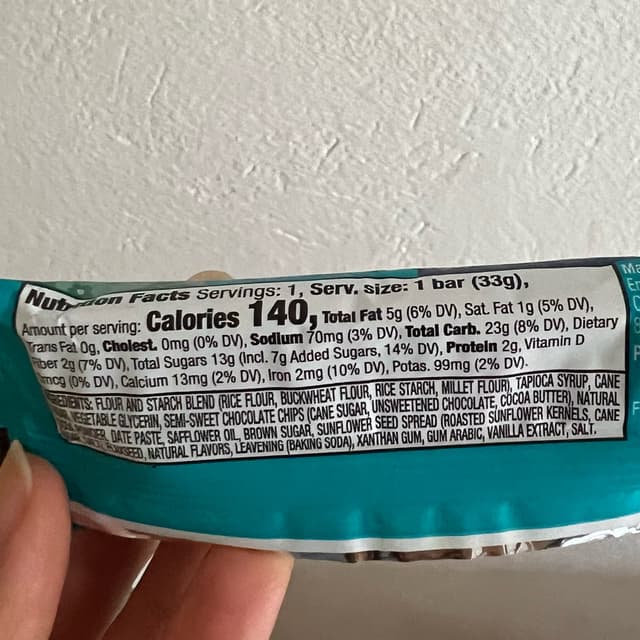 Nutrition Facts Servings: 1, Serv. size: 1 bar (33g),
Amount per serving: Calories 140, Total Fat 5g (6% DV), Sat. Fat 1g (5% DV),
Trans Fat 0g, Cholest. 0mg (0% DV), Sodium 70mg (3% DV), Total Carb. 23g (8% DV), Dietary
Fiber 2g (7% DV), Total Sugars 13g (Incl. 7g Added Sugars, 14% DV), Protein 2g, Vitamin D
0mcg (0% DV), Calcium 13mg (2% DV), Iron 2mg (10% DV), Potas. 99mg (2% DV).
INGREDIENTS: FLOUR AND STARCH BLEND (RICE FLOUR, BUCKWHEAT FLOUR, RICE STARCH, MILLET FLOUR), TAPIOCA SYRUP, CANE
VEGETABLE GLYCERIN, SEMI-SWEET CHOCOLATE CHIPS (CANE SUGAR, UNSWEETENED CHOCOLATE, COCOA BUTTER), NATURAL
DATE PASTE, SAFFLOWER OIL, BROWN SUGAR, SUNFLOWER SEED SPREAD (ROASTED SUNFLOWER KERNELS, CANE
FLAXSEED, NATURAL FLAVORS, LEAVENING (BAKING SODA), XANTHAN GUM, GUM ARABIC, VANILLA EXTRACT, SALT.